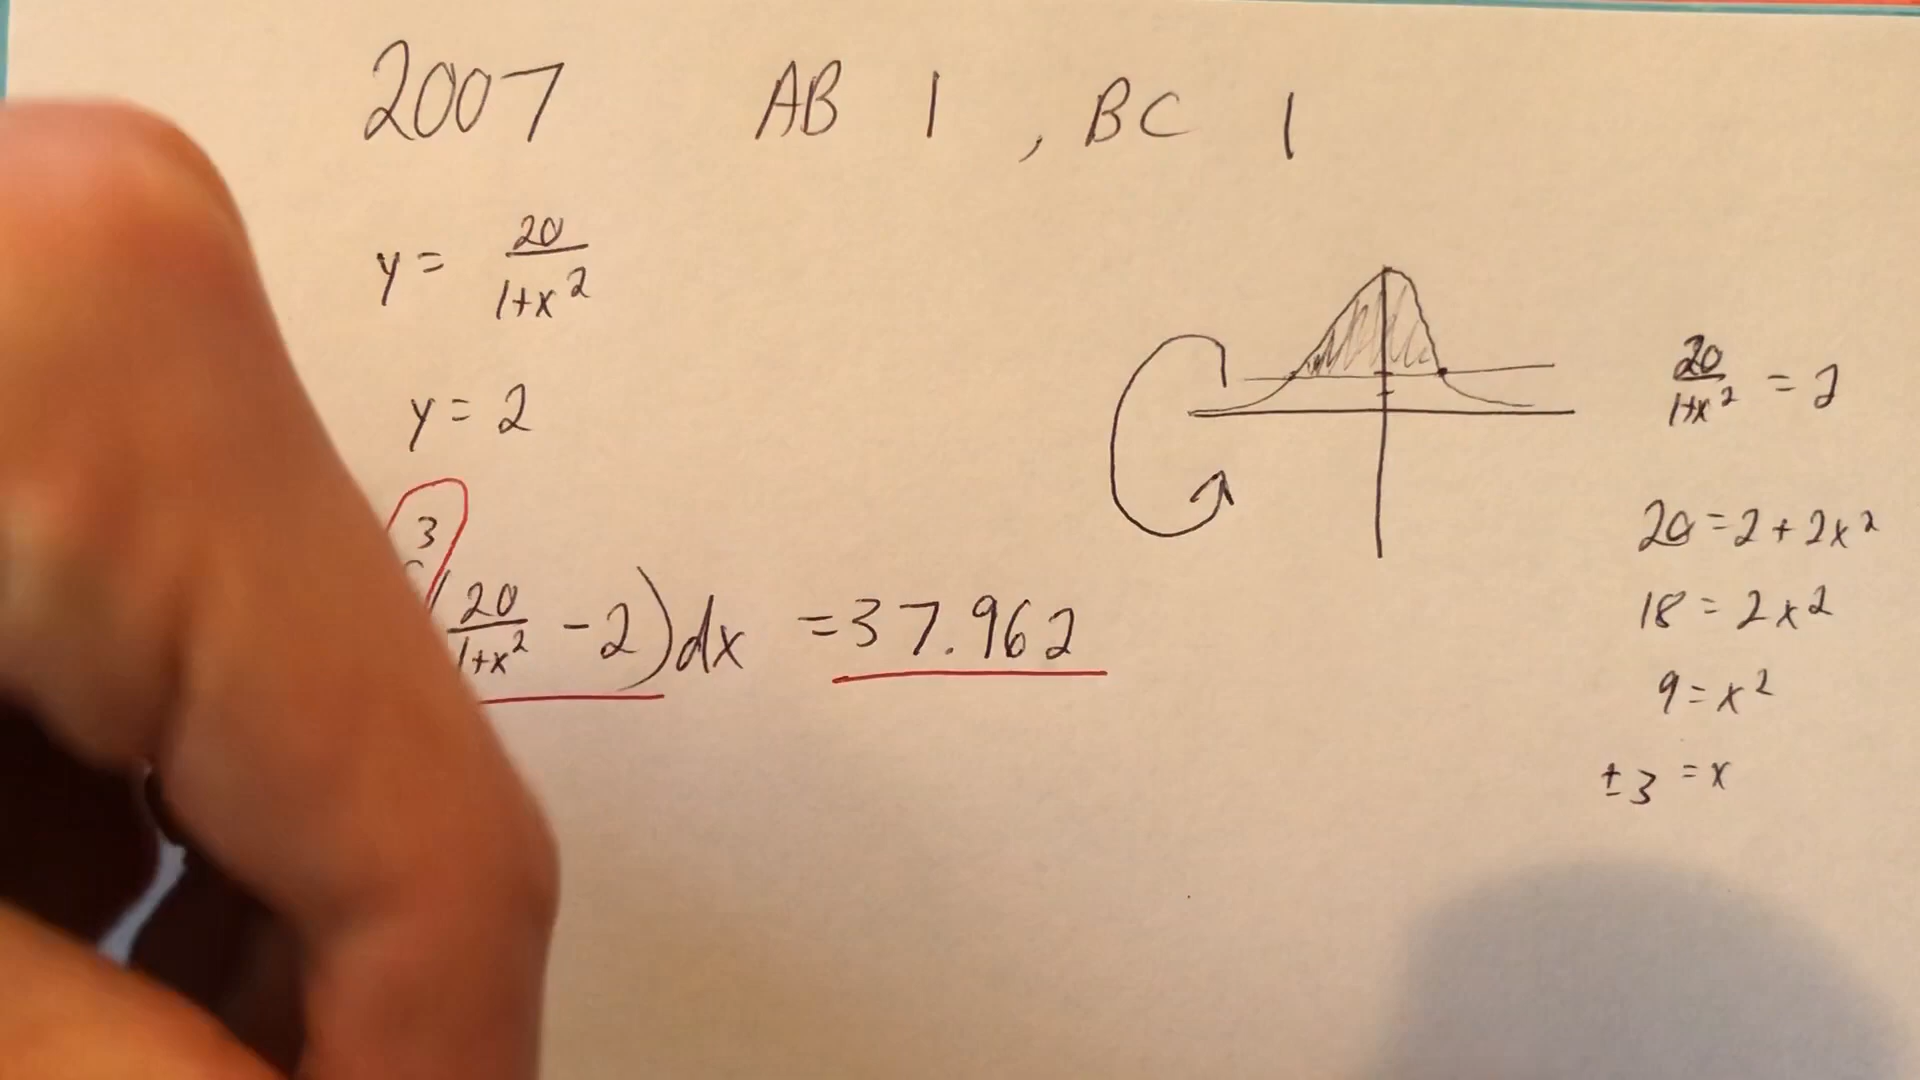 2007 AB 1, BC 1
y = 20/(1+x²)
y = 2
3
(20/(1+x²) - 2) dx = 37.962
20/(1+x²) = 2
20 = 2 + 2x²
18 = 2x²
9 = x²
±3 = x